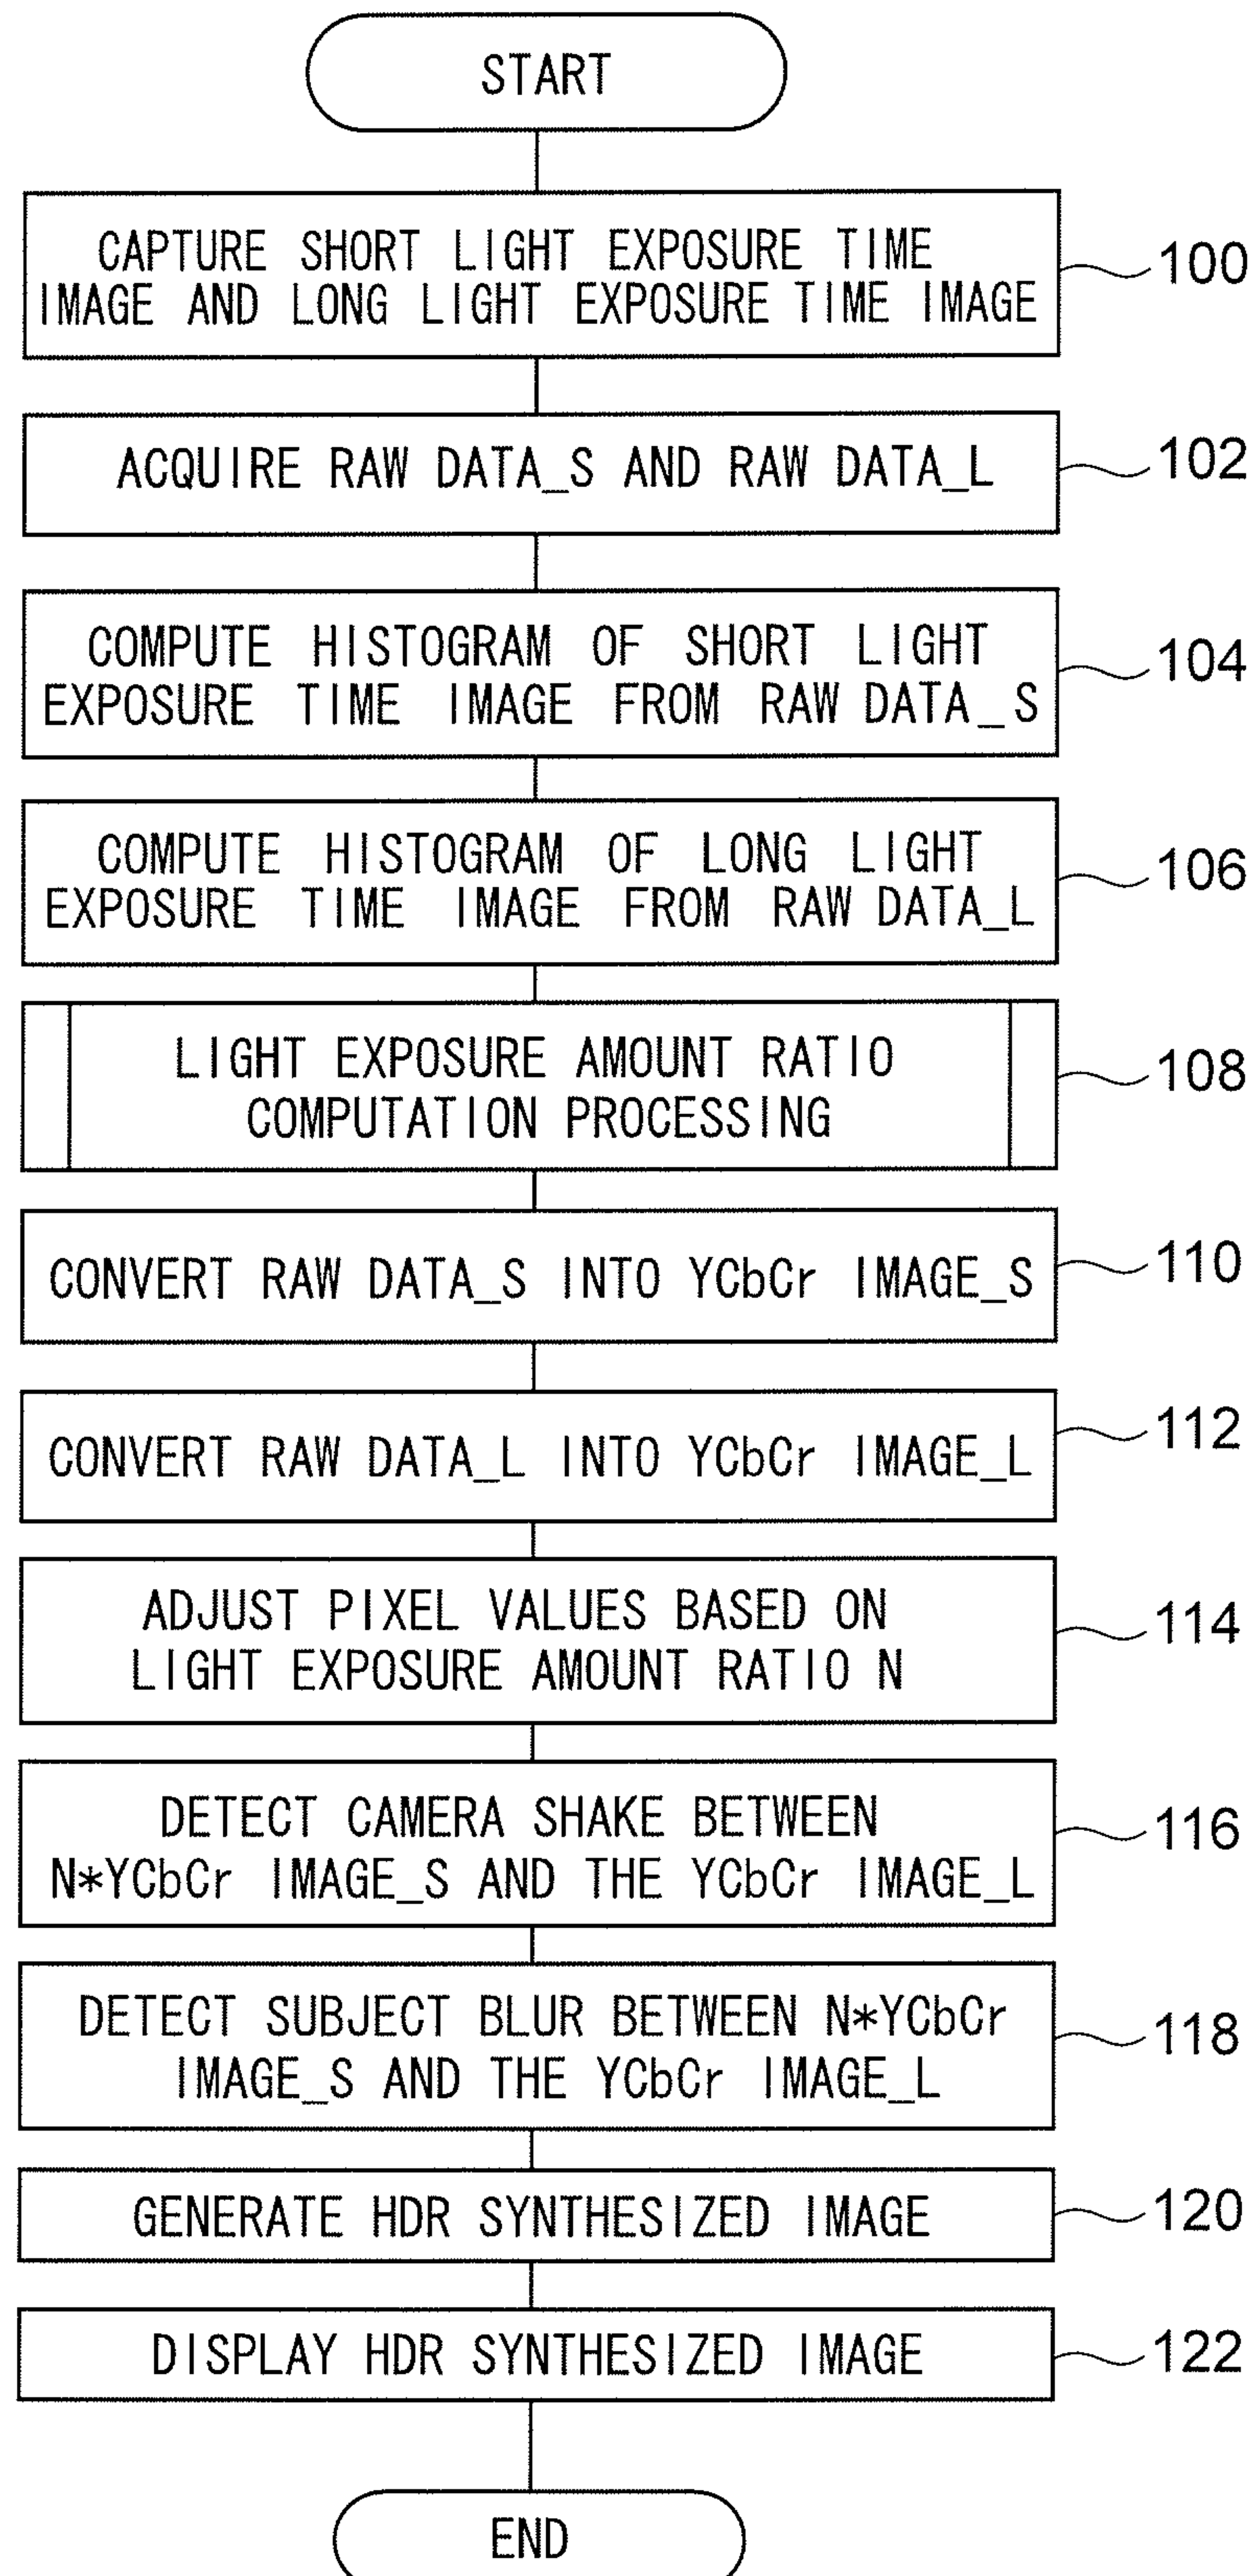 START
CAPTURE SHORT LIGHT EXPOSURE TIME
IMAGE AND LONG LIGHT EXPOSURE TIME IMAGE
100
ACQUIRE RAW DATA_S AND RAW DATA_L
102
COMPUTE HISTOGRAM OF SHORT LIGHT
EXPOSURE TIME IMAGE FROM RAW DATA_S
104
COMPUTE HISTOGRAM OF LONG LIGHT
EXPOSURE TIME IMAGE FROM RAW DATA_L
106
LIGHT EXPOSURE AMOUNT RATIO
COMPUTATION PROCESSING
108
CONVERT RAW DATA_S INTO YCbCr IMAGE_S
110
CONVERT RAW DATA_L INTO YCbCr IMAGE_L
112
ADJUST PIXEL VALUES BASED ON
LIGHT EXPOSURE AMOUNT RATIO N
114
DETECT CAMERA SHAKE BETWEEN
N*YCbCr IMAGE_S AND THE YCbCr IMAGE_L
116
DETECT SUBJECT BLUR BETWEEN N*YCbCr
IMAGE_S AND THE YCbCr IMAGE_L
118
GENERATE HDR SYNTHESIZED IMAGE
120
DISPLAY HDR SYNTHESIZED IMAGE
122
END